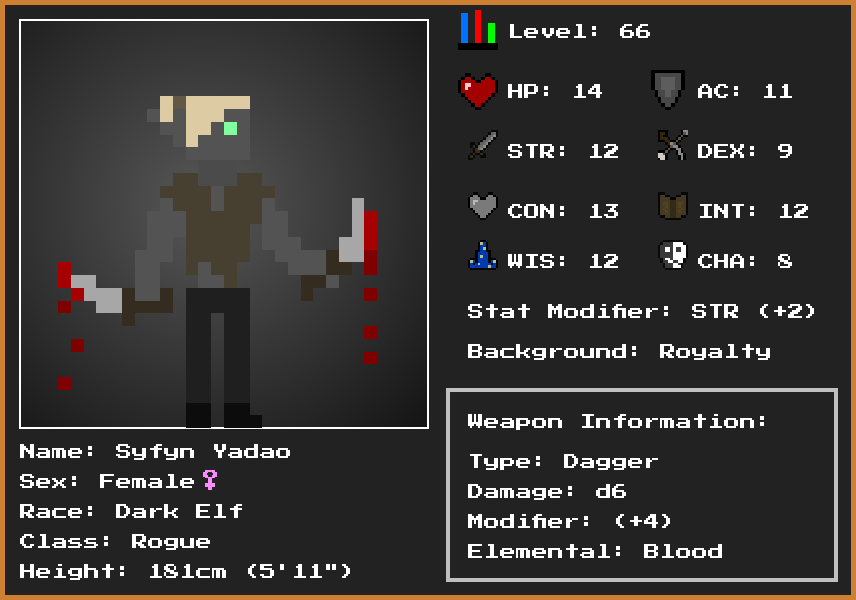 Level: 66
HP: 14
AC: 11
STR: 12
DEX: 9
CON: 13
INT: 12
WIS: 12
CHA: 8
Stat Modifier: STR (+2)
Background: Royalty
Weapon Information:
Type: Dagger
Damage: d6
Modifier: (+4)
Elemental: Blood
Name: Syfyn Yadao
Sex: Female♀
Race: Dark Elf
Class: Rogue
Height: 181cm (5'11")